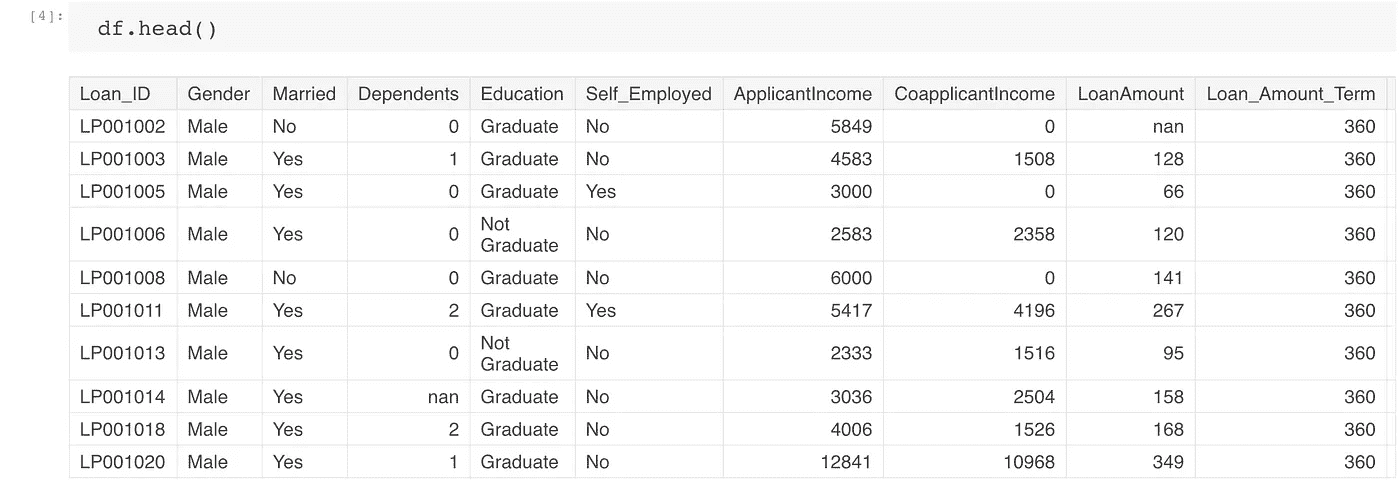 [4]:
df.head()
Loan_ID Gender Married Dependents Education Self_Employed ApplicantIncome CoapplicantIncome LoanAmount Loan_Amount_Term
LP001002 Male No 0 Graduate No 5849 0 nan 360
LP001003 Male Yes 1 Graduate No 4583 1508 128 360
LP001005 Male Yes 0 Graduate Yes 3000 0 66 360
LP001006 Male Yes 0 Not Graduate No 2583 2358 120 360
LP001008 Male No 0 Graduate No 6000 0 141 360
LP001011 Male Yes 2 Graduate Yes 5417 4196 267 360
LP001013 Male Yes 0 Not Graduate No 2333 1516 95 360
LP001014 Male Yes nan Graduate No 3036 2504 158 360
LP001018 Male Yes 2 Graduate No 4006 1526 168 360
LP001020 Male Yes 1 Graduate No 12841 10968 349 360